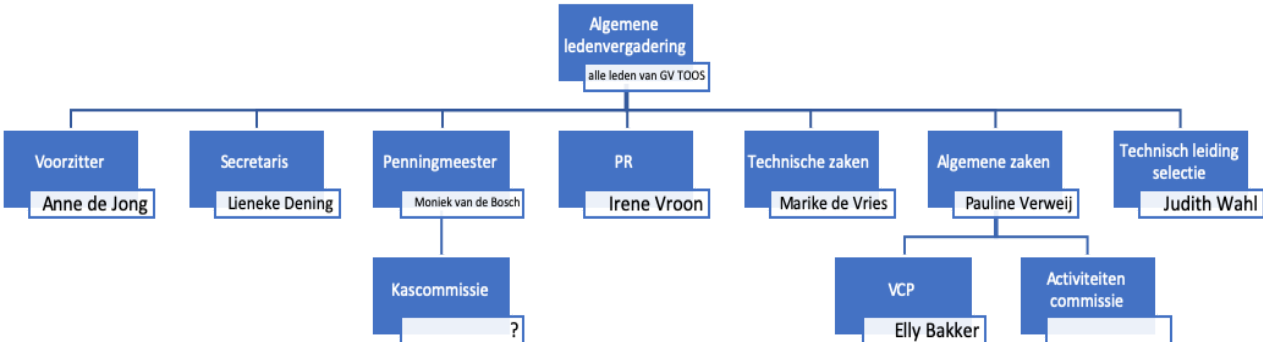 Algemene
ledenvergadering
alle leden van GV TOOS
Voorzitter
Anne de Jong
Secretaris
Lieneke Dening
Penningmeester
Moniek van de Bosch
PR
Irene Vroon
Technische zaken
Marike de Vries
Algemene zaken
Pauline Verweij
Technisch leiding
selectie
Judith Wahl
Kascommissie
?
VCP
Elly Bakker
Activiteiten
commissie